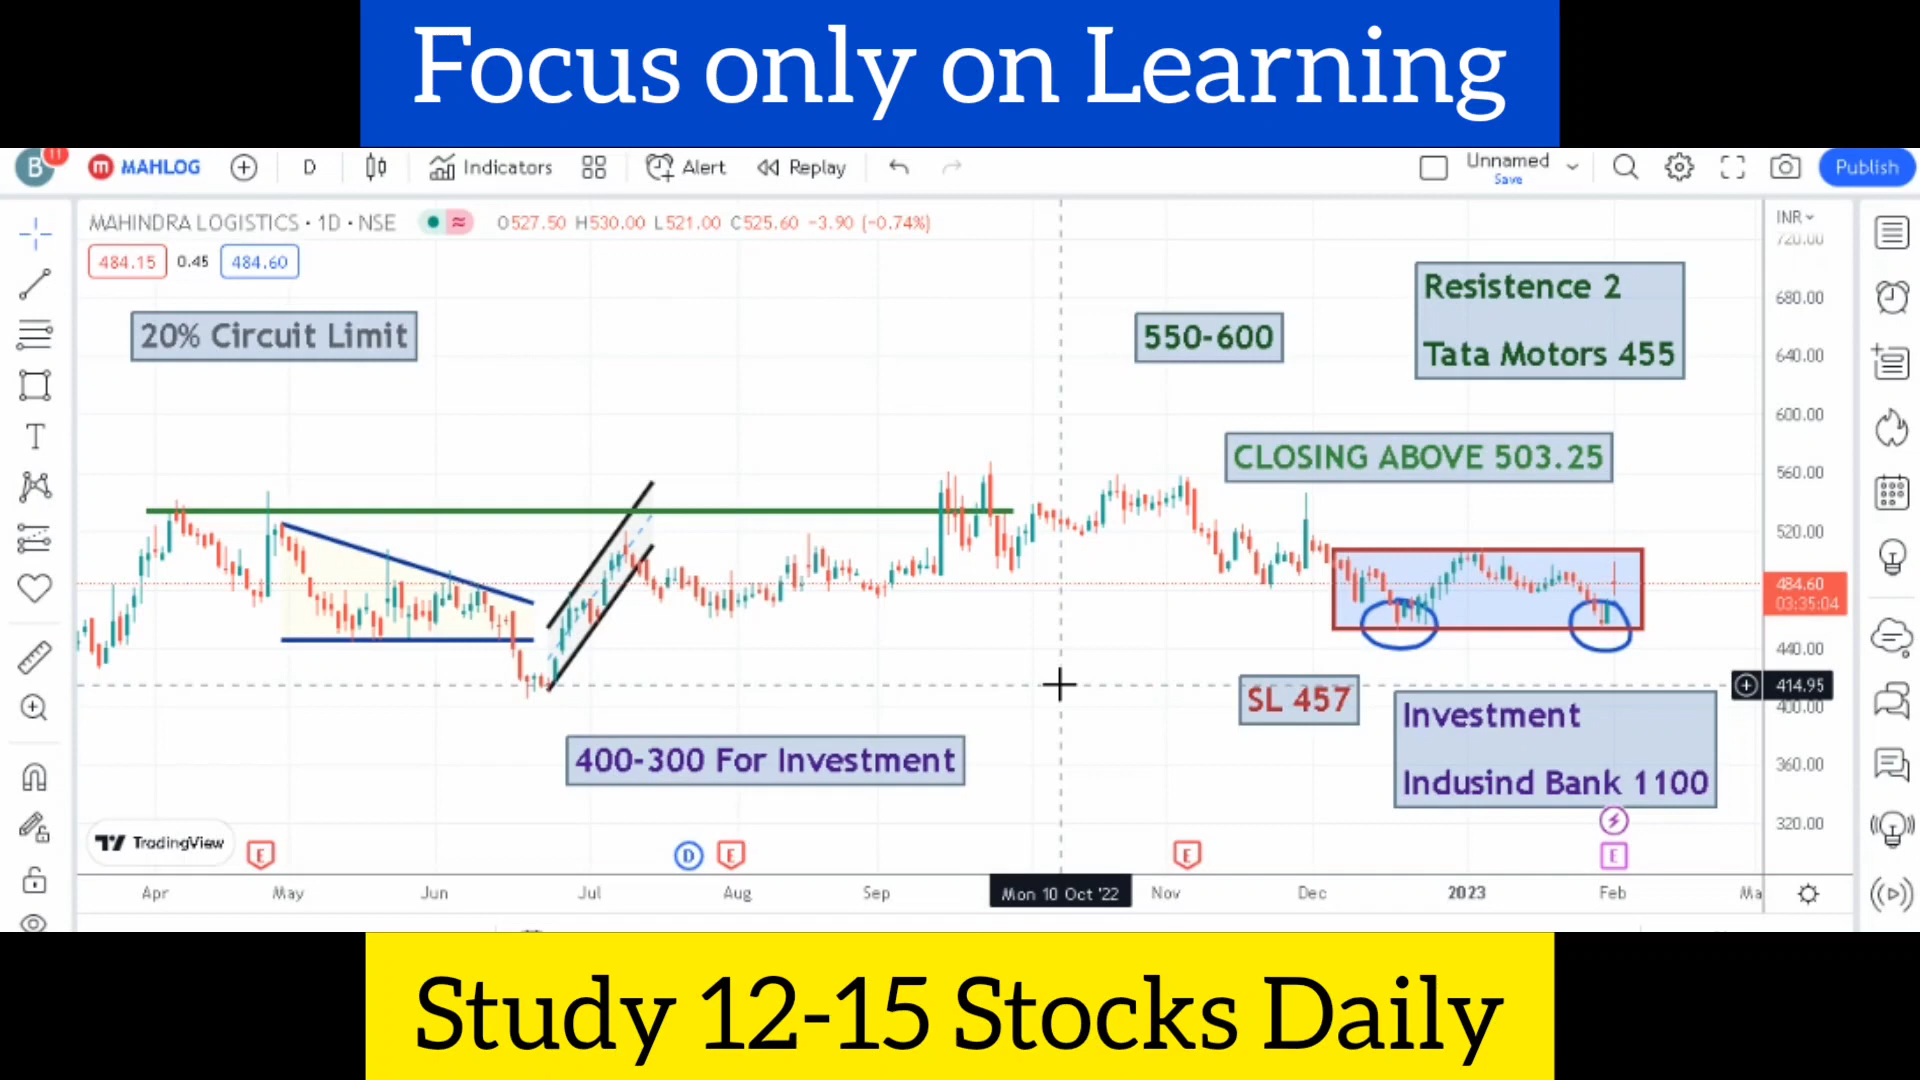 Focus only on Learning
B 11 m MAHLOG D Indicators Alert Replay Unnamed Publish
Save
MAHINDRA LOGISTICS · 1D · NSE O527.50 H530.00 L521.00 C525.60 −3.90 (−0.74%) INR
720.00
484.15 0.45 484.60
Resistence 2
680.00
20% Circuit Limit
550-600
Tata Motors 455
640.00
600.00
CLOSING ABOVE 503.25
560.00
520.00
484.60
03:35:04
440.00
414.95
SL 457
400.00
Investment
400-300 For Investment
360.00
Indusind Bank 1100
320.00
TradingView
E D E E E
Apr May Jun Jul Aug Sep Mon 10 Oct '22 Nov Dec 2023 Feb Ma
Study 12-15 Stocks Daily